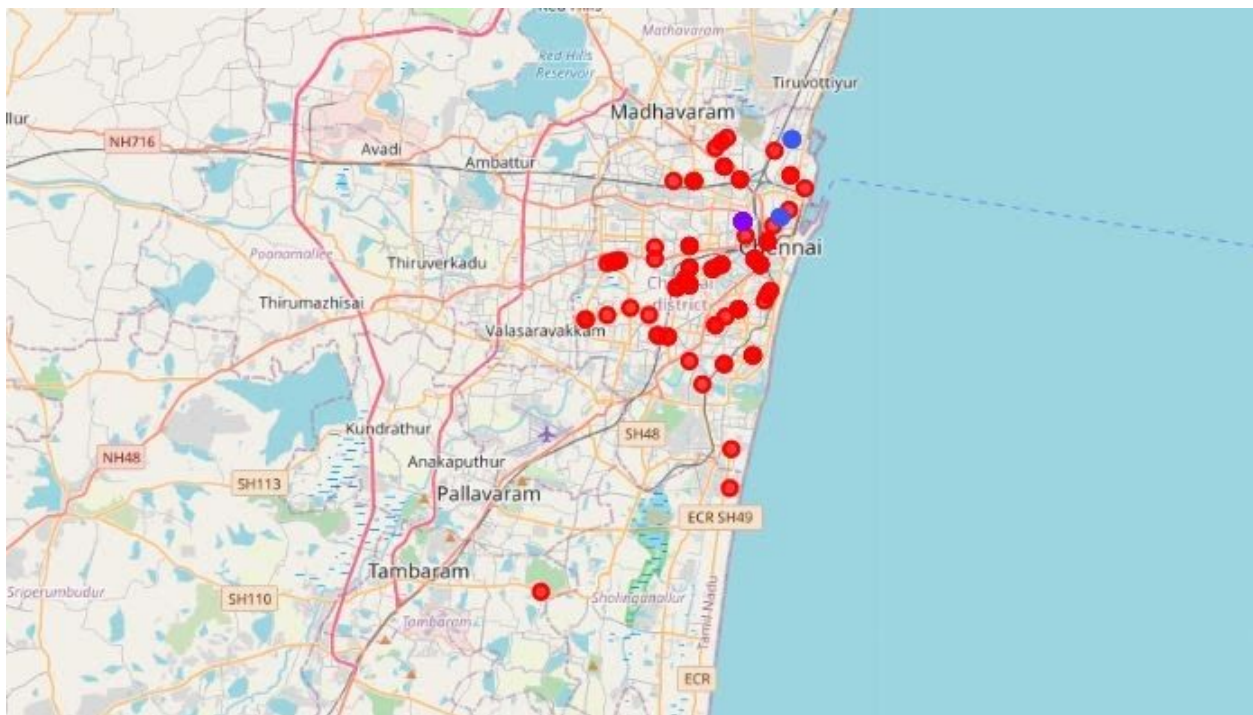 Red Hills
Mathavaram
Red Hills
Reservoir
Tiruvottiyur
Madhavaram
llur
NH716
Avadi
Ambattur
Poonamallee
Thiruverkadu
Chennai
district
Thirumazhisai
Valasaravakkam
Kundrathur
SH48
NH48
Anakaputhur
SH113
Pallavaram
ECR SH49
Tambaram
Sriperumbudur
SH110
Sholinganallur
Tamil Nadu
Tambaram
ECR